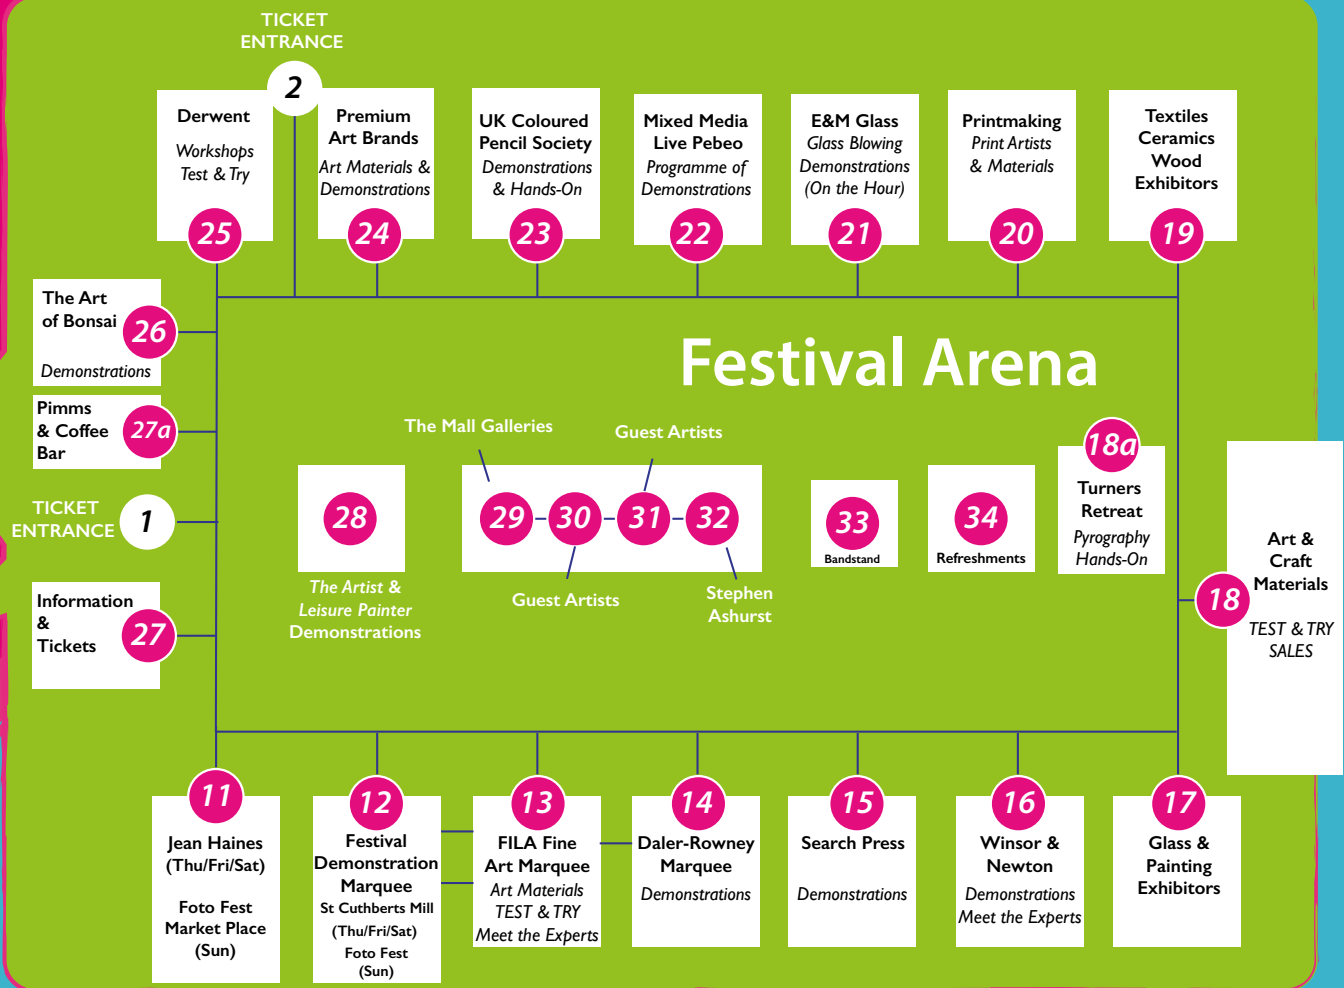 TICKET
ENTRANCE
2
Derwent
Workshops
Test & Try
25
Premium
Art Brands
Art Materials &
Demonstrations
24
UK Coloured
Pencil Society
Demonstrations
& Hands-On
23
Mixed Media
Live Pebeo
Programme of
Demonstrations
22
E&M Glass
Glass Blowing
Demonstrations
(On the Hour)
21
Printmaking
Print Artists
& Materials
20
Textiles
Ceramics
Wood
Exhibitors
19
The Art
of Bonsai
26
Demonstrations
Pimms
& Coffee
Bar
27a
TICKET
ENTRANCE
1
Information
&
Tickets
27
Festival Arena
28
The Artist &
Leisure Painter
Demonstrations
The Mall Galleries
Guest Artists
29
30
31
32
Guest Artists
Stephen
Ashurst
33
Bandstand
34
Refreshments
18a
Turners
Retreat
Pyrography
Hands-On
18
Art &
Craft
Materials
TEST & TRY
SALES
11
Jean Haines
(Thu/Fri/Sat)
Foto Fest
Market Place
(Sun)
12
Festival
Demonstration
Marquee
St Cuthberts Mill
(Thu/Fri/Sat)
Foto Fest
(Sun)
13
FILA Fine
Art Marquee
Art Materials
TEST & TRY
Meet the Experts
14
Daler-Rowney
Marquee
Demonstrations
15
Search Press
Demonstrations
16
Winsor &
Newton
Demonstrations
Meet the Experts
17
Glass &
Painting
Exhibitors